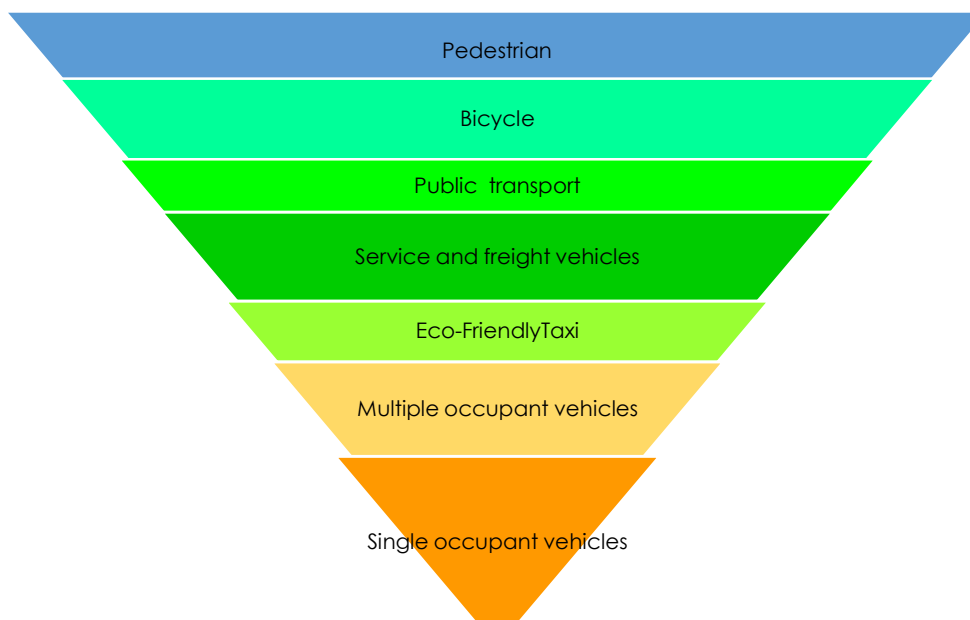 Pedestrian
Bicycle
Public  transport
Service and freight vehicles
Eco-FriendlyTaxi
Multiple occupant vehicles
Single occupant vehicles